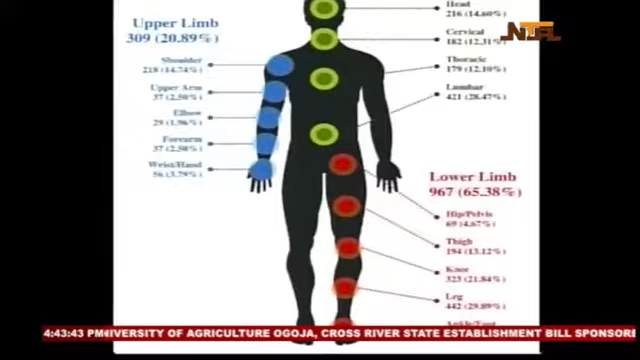 Head
216 (14.60%)
NTA
Upper Limb
309 (20.89%)
Cervical
182 (12.31%)
Shoulder
218 (14.74%)
Thoracic
179 (12.10%)
Upper Arm
37 (2.50%)
Lumbar
421 (28.47%)
Elbow
29 (1.96%)
Forearm
37 (2.50%)
Wrist/Hand
56 (3.79%)
Lower Limb
967 (65.38%)
Hip/Pelvis
69 (4.67%)
Thigh
194 (13.12%)
Knee
323 (21.84%)
Leg
442 (29.89%)
Ankle/Foot
4:43:43 PM IVERSITY OF AGRICULTURE OGOJA, CROSS RIVER STATE ESTABLISHMENT BILL SPONSORE